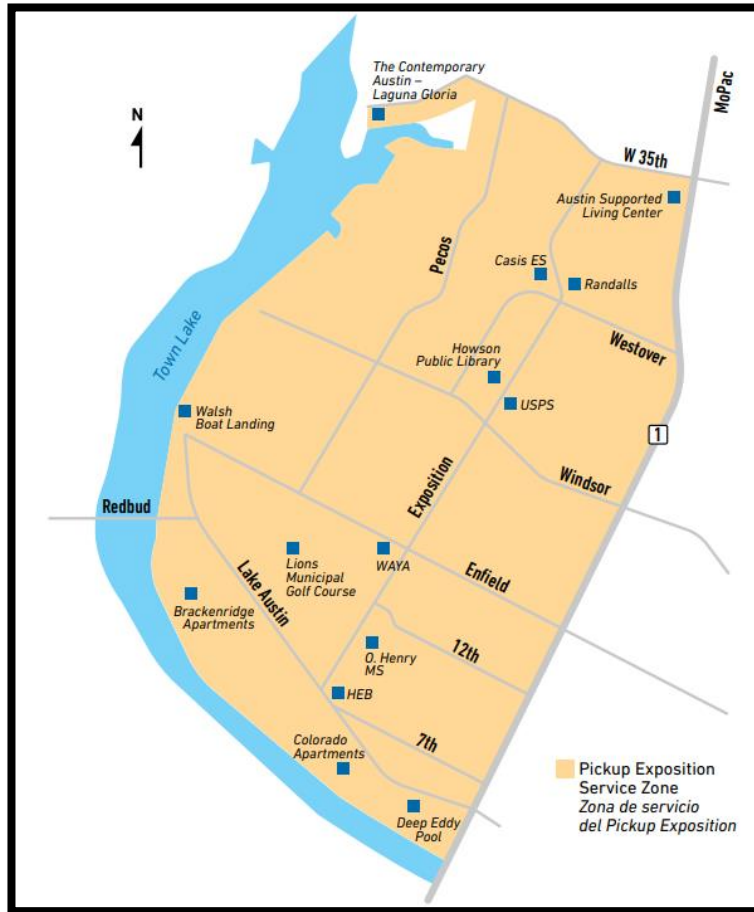 The Contemporary
Austin –
Laguna Gloria
MoPac
N
W 35th
Austin Supported
Living Center
Pecos
Casis ES
Randalls
Westover
Town Lake
Howson
Public Library
USPS
Walsh
Boat Landing
1
Exposition
Windsor
Redbud
Lions
Municipal
Golf Course
WAYA
Enfield
Lake Austin
Brackenridge
Apartments
12th
O. Henry
MS
HEB
7th
Colorado
Apartments
Deep Eddy
Pool
Pickup Exposition
Service Zone
Zona de servicio
del Pickup Exposition